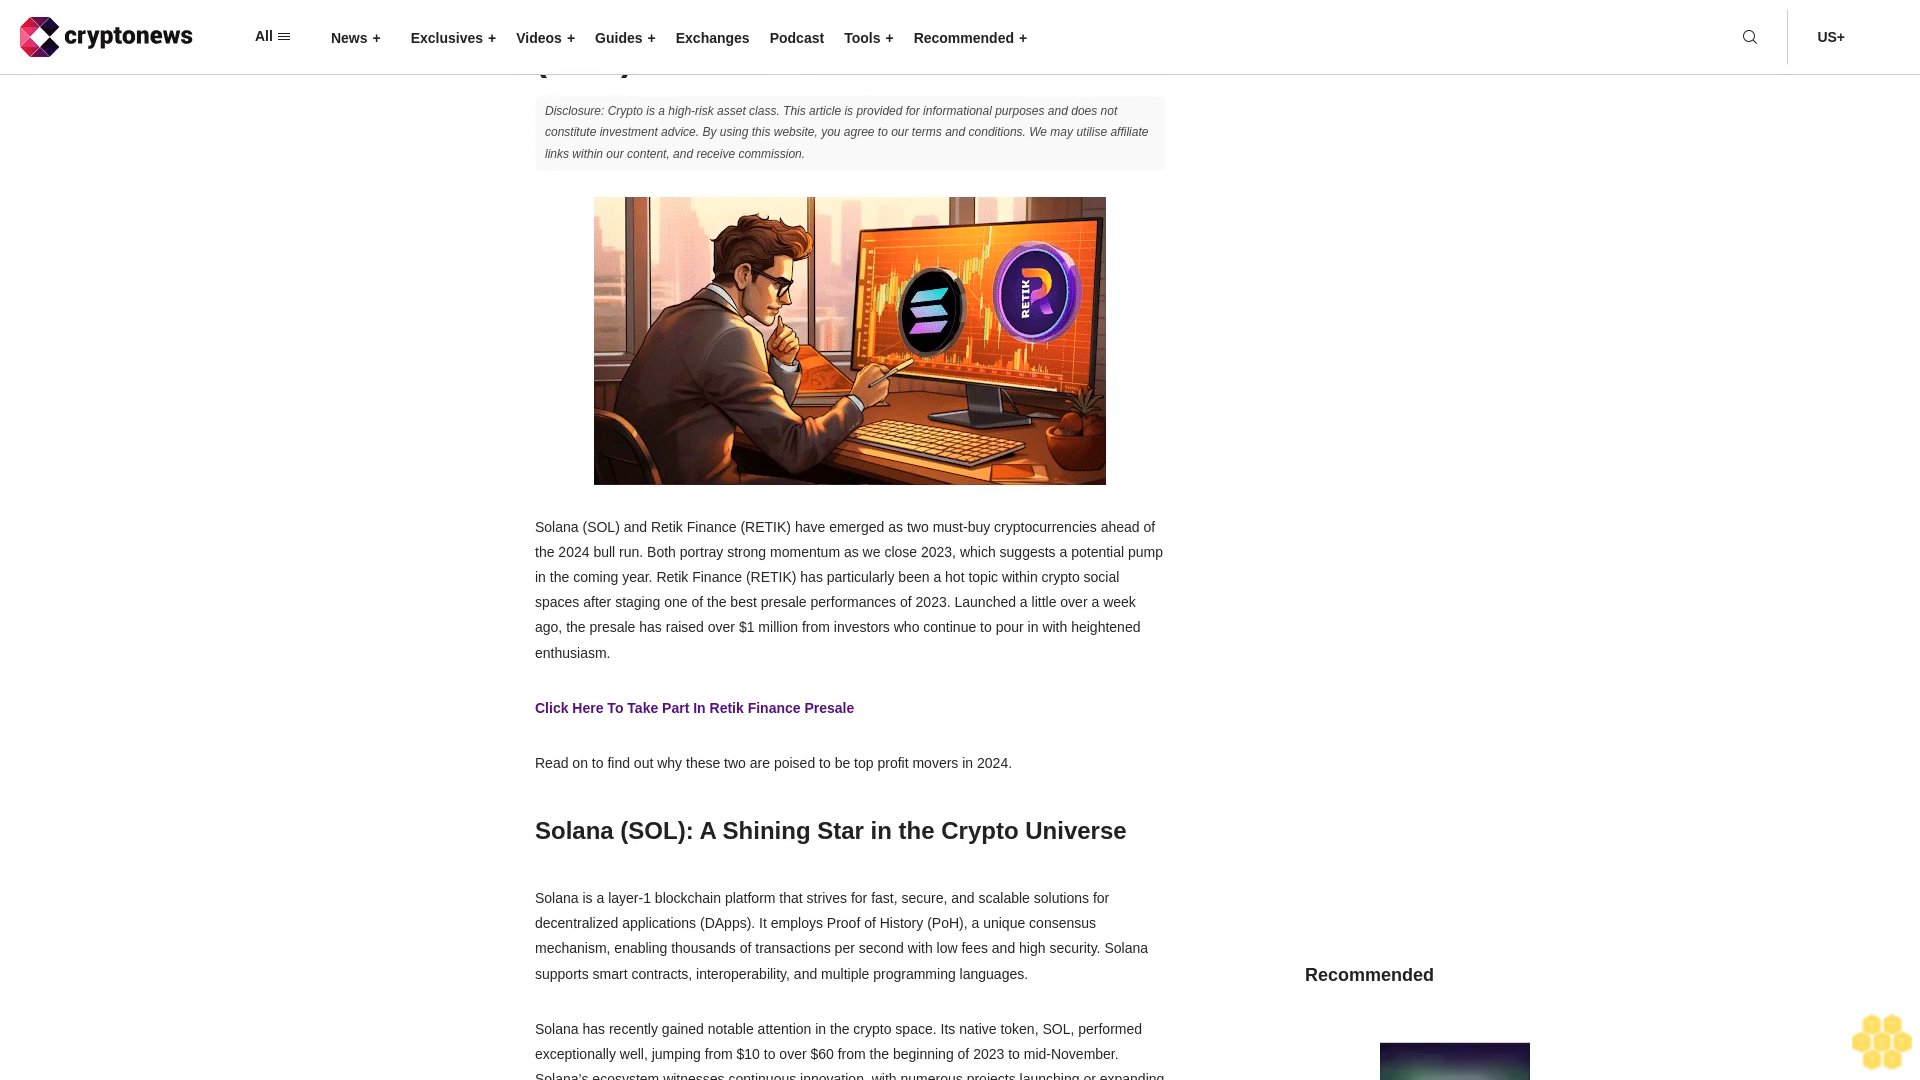 cryptonews
All
News +
Exclusives +
Videos +
Guides +
Exchanges
Podcast
Tools +
Recommended +
US+
Disclosure: Crypto is a high-risk asset class. This article is provided for informational purposes and does not
constitute investment advice. By using this website, you agree to our terms and conditions. We may utilise affiliate
links within our content, and receive commission.
RETIK
Solana (SOL) and Retik Finance (RETIK) have emerged as two must-buy cryptocurrencies ahead of
the 2024 bull run. Both portray strong momentum as we close 2023, which suggests a potential pump
in the coming year. Retik Finance (RETIK) has particularly been a hot topic within crypto social
spaces after staging one of the best presale performances of 2023. Launched a little over a week
ago, the presale has raised over $1 million from investors who continue to pour in with heightened
enthusiasm.
Click Here To Take Part In Retik Finance Presale
Read on to find out why these two are poised to be top profit movers in 2024.
Solana (SOL): A Shining Star in the Crypto Universe
Solana is a layer-1 blockchain platform that strives for fast, secure, and scalable solutions for
decentralized applications (DApps). It employs Proof of History (PoH), a unique consensus
mechanism, enabling thousands of transactions per second with low fees and high security. Solana
supports smart contracts, interoperability, and multiple programming languages.
Solana has recently gained notable attention in the crypto space. Its native token, SOL, performed
exceptionally well, jumping from $10 to over $60 from the beginning of 2023 to mid-November.
Solana's ecosystem witnesses continuous innovation, with numerous projects launching or expanding
Recommended